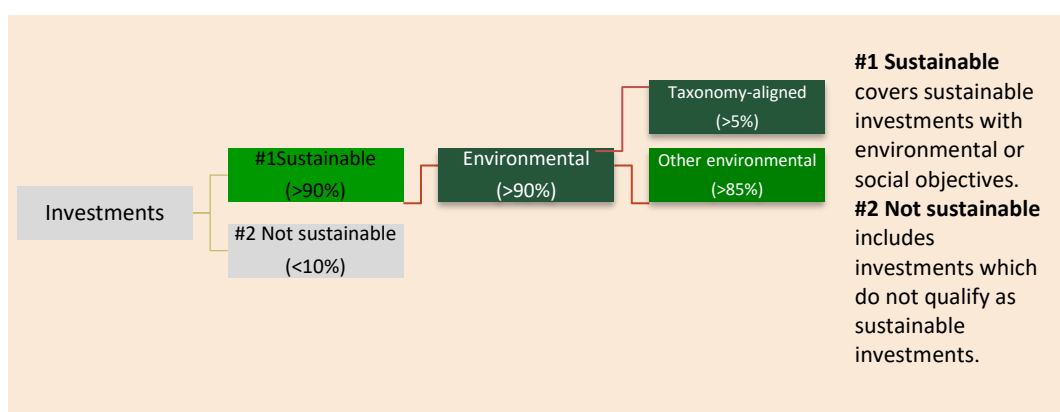 Investments
#1Sustainable
(>90%)
#2 Not sustainable
(<10%)
Environmental
(>90%)
Taxonomy-aligned
(>5%)
Other environmental
(>85%)
#1 Sustainable
covers sustainable
investments with
environmental or
social objectives.
#2 Not sustainable
includes
investments which
do not qualify as
sustainable
investments.